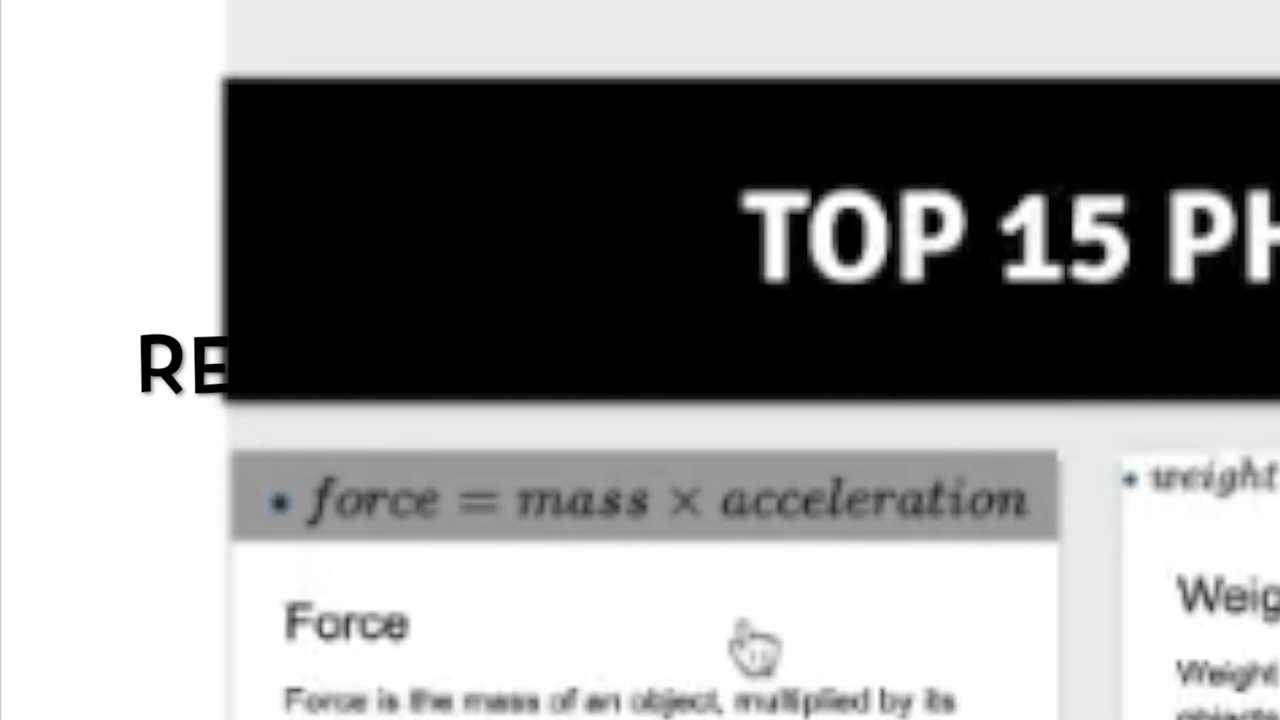 TOP 15 PH
RE
• force = mass × acceleration
• weight
Force
Weig
Force is the mass of an object, multiplied by its
Weight